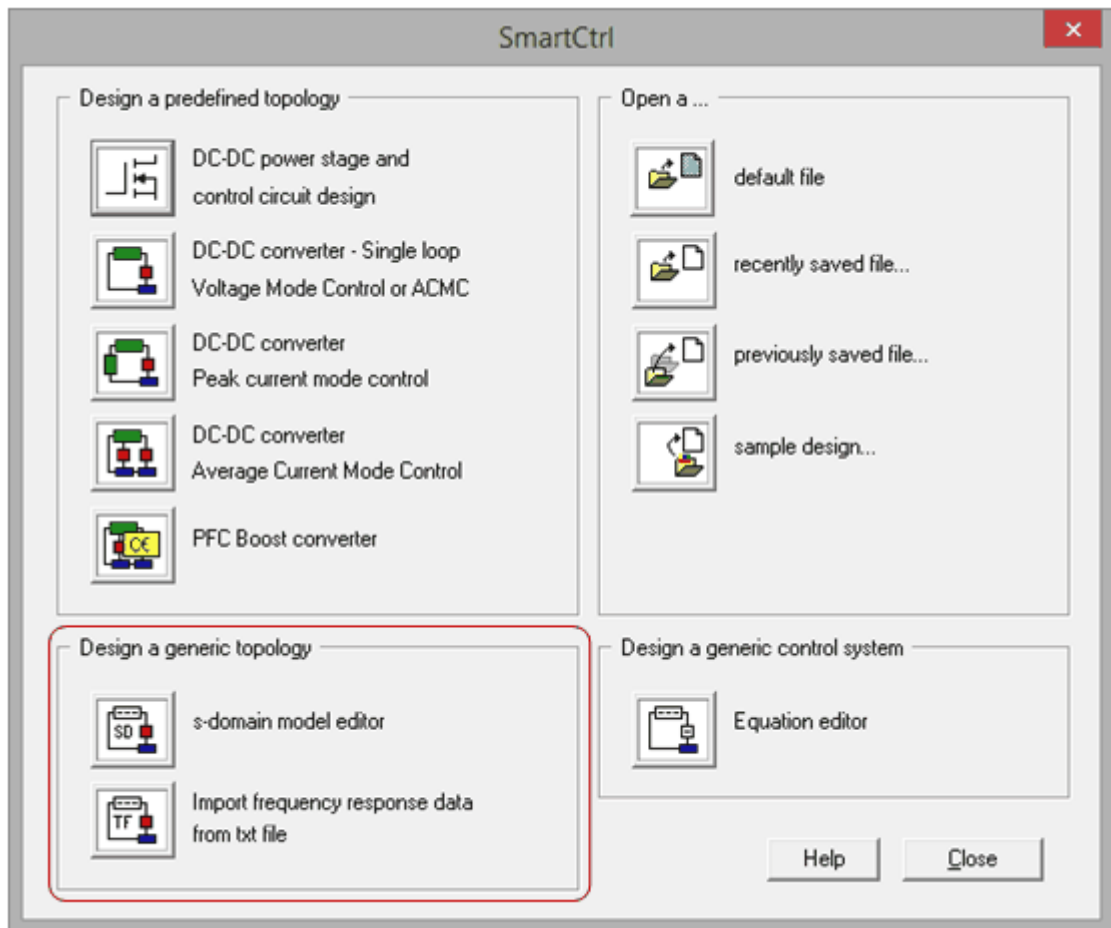 SmartCtrl
Design a predefined topology
DC-DC power stage and
control circuit design
DC-DC converter - Single loop
Voltage Mode Control or ACMC
DC-DC converter
Peak current mode control
DC-DC converter
Average Current Mode Control
C€
PFC Boost converter
Open a ...
default file
recently saved file...
previously saved file...
sample design...
Design a generic topology
SD
s-domain model editor
TF
Import frequency response data
from txt file
Design a generic control system
Equation editor
Help
Close